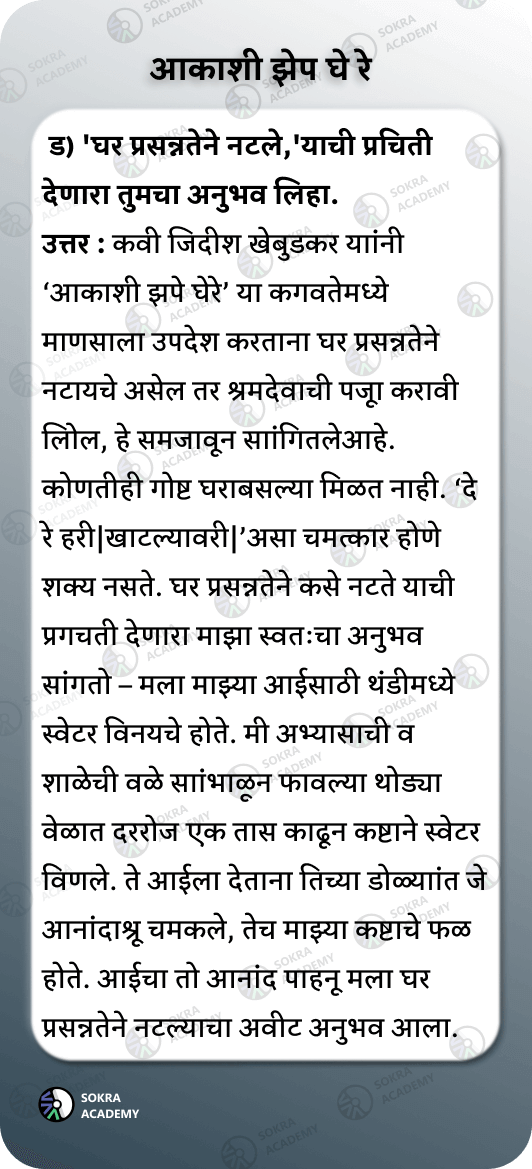 आकाशी झेप घे रे
ड) 'घर प्रसन्नतेने नटले,'याची प्रचिती
देणारा तुमचा अनुभव लिहा.
उत्तर : कवी जिदीश खेबुडकर याांनी
‘आकाशी झपे घेरे’ या कगवतेमध्ये
माणसाला उपदेश करताना घर प्रसन्नतेने
नटायचे असेल तर श्रमदेवाची पजूा करावी
लािेल, हे समजावून साांगितलेआहे.
कोणतीही गोष्ट घराबसल्या मिळत नाही. ‘दे
रे हरी|खाटल्यावरी|’असा चमत्कार होणे
शक्य नसते. घर प्रसन्नतेने कसे नटते याची
प्रगचती देणारा माझा स्वतःचा अनुभव
सांगतो – मला माझ्या आईसाठी थंडीमध्ये
स्वेटर विनयचे होते. मी अभ्यासाची व
शाळेची वळे साांभाळून फावल्या थोड्या
वेळात दररोज एक तास काढून कष्टाने स्वेटर
विणले. ते आईला देताना तिच्या डोळ्याांत जे
आनांदाश्रू चमकले, तेच माझ्या कष्टाचे फळ
होते. आईचा तो आनांद पाहनू मला घर
प्रसन्नतेने नटल्याचा अवीट अनुभव आला.
SOKRA
ACADEMY